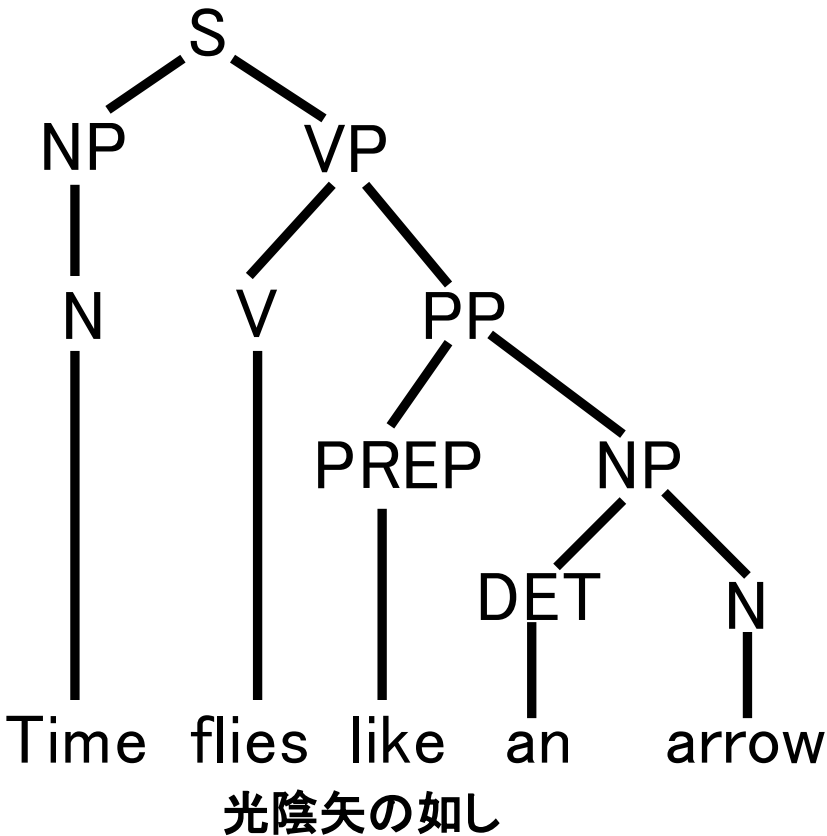 S
NP VP
N V PP
PREP NP
DET N
Time flies like an arrow
光陰矢の如し